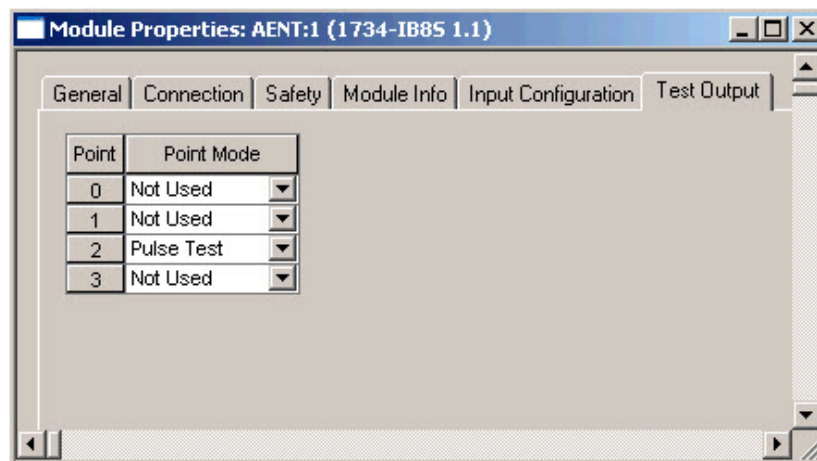 Module Properties: AENT:1 (1734-IB8S 1.1)
General Connection Safety Module Info Input Configuration Test Output
Point Point Mode
0 Not Used
1 Not Used
2 Pulse Test
3 Not Used